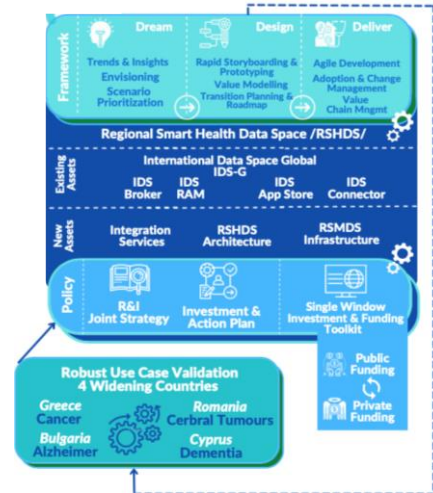 Framework
Dream
Design
Deliver
Trends & Insights
Envisioning
Scenario
Prioritization
Rapid Storyboarding &
Prototyping
Value Modelling
Transition Planning &
Roadmap
Agile Development
Adoption & Change
Management
Value
Chain Mngmt
Regional Smart Health Data Space /RSHDS/
Existing
Assets
International Data Space Global
IDS-G
IDS
Broker
IDS
RAM
IDS
App Store
IDS
Connector
New
Assets
Integration
Services
RSHDS
Architecture
RSMDS
Infrastructure
Policy
R&I
Joint Strategy
Investment &
Action Plan
Single Window
Investment & Funding
Toolkit
Public
Funding
Private
Funding
Robust Use Case Validation
4 Widening Countries
Greece
Cancer
Romania
Cerbral Tumours
Bulgaria
Alzheimer
Cyprus
Dementia